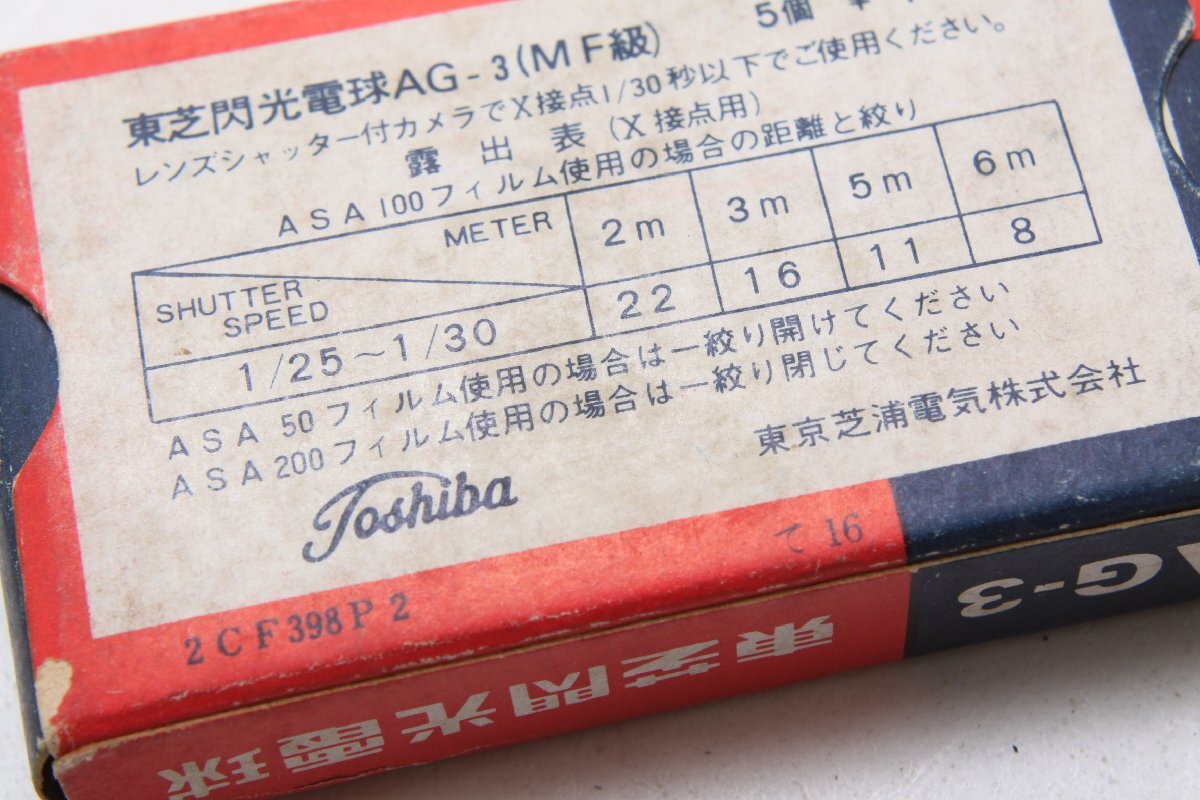 東芝閃光電球AG-3(MF級) 5個
レンズシャッター付カメラでX接点1/30秒以下でご使用ください。
露出表(X接点用)
ASA100フィルム使用の場合の距離と絞り
METER 2m 3m 5m 6m
SHUTTER SPEED
1/25~1/30 22 16 11 8
ASA 50フィルム使用の場合は一絞り開けてください
ASA200フィルム使用の場合は一絞り閉じてください
東京芝浦電気株式会社
Toshiba
2CF398P2 て16
東芝閃光電球
AG-3